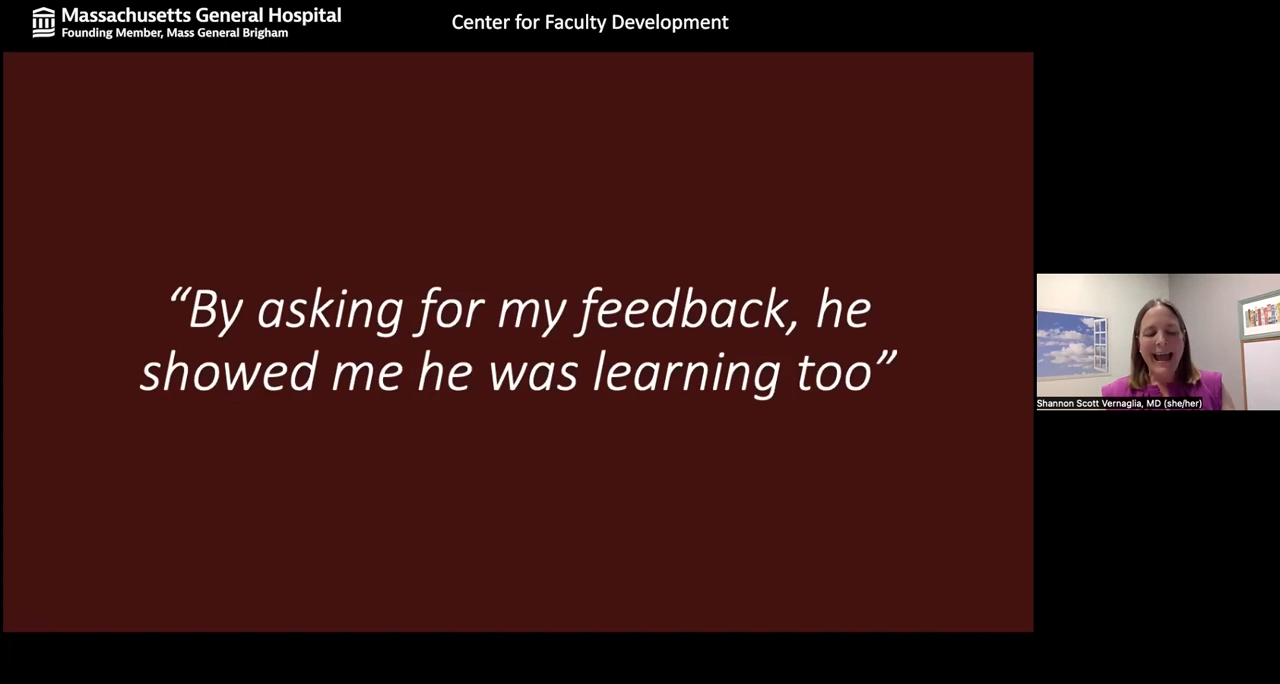 Massachusetts General Hospital
Founding Member, Mass General Brigham
Center for Faculty Development
“By asking for my feedback, he
showed me he was learning too”
Shannon Scott Vernaglia, MD (she/her)